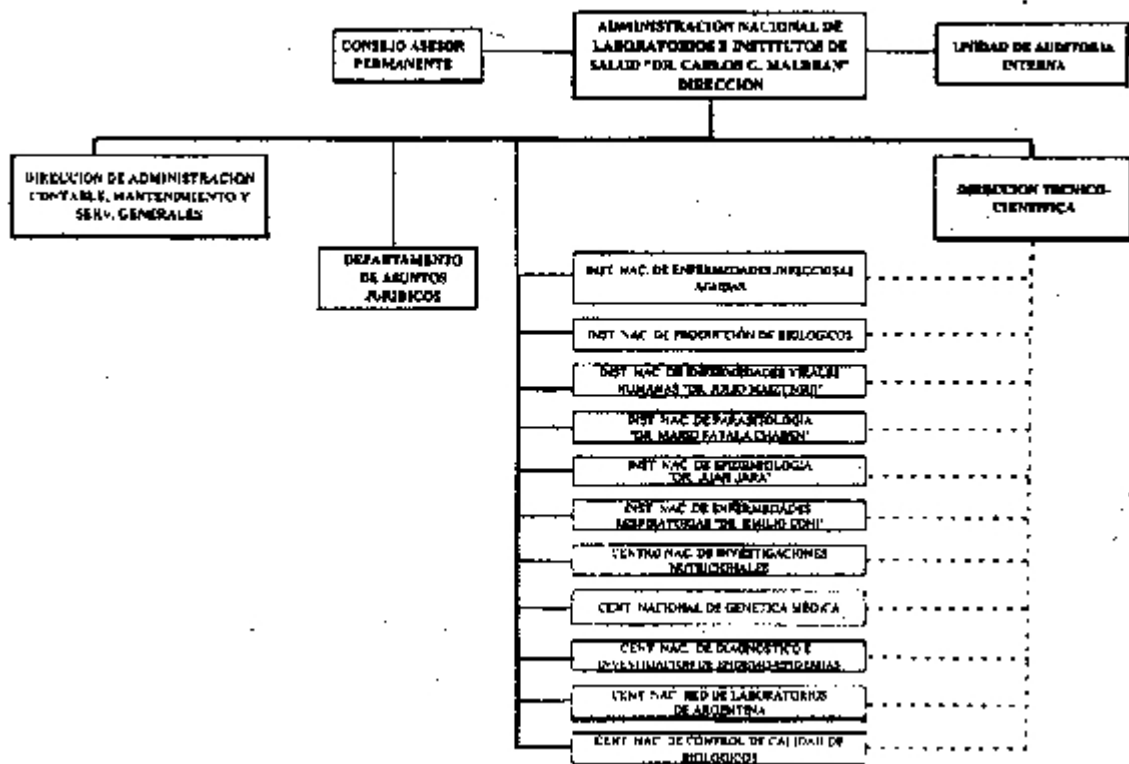 ADMINISTRACIÓN NACIONAL DE
LABORATORIOS E INSTITUTOS DE
SALUD "DR. CARLOS G. MALBRAN"
DIRECCION
CONSEJO ASESOR
PERMANENTE
UNIDAD DE AUDITORIA
INTERNA
DIRECCION DE ADMINISTRACION
CONTABLE, MANTENIMIENTO Y
SERV. GENERALES
DIRECCION TECNICO-
CIENTIFICA
DEPARTAMENTO
DE ASUNTOS
JURIDICOS
INST. NAC. DE ENFERMEDADES INFECCIOSAS
INST. NAC. DE PRODUCCIÓN DE BIOLOGICOS
INST. NAC. DE ENFERMEDADES VIRALES
HUMANAS "DR. JULIO MAIZTEGUI"
INST. NAC. DE PARASITOLOGIA
"DR. MARIO FATALA CHABEN"
INST. NAC. DE EPIDEMIOLOGIA
"DR. JUAN JARA"
INST. NAC. DE ENFERMEDADES
RESPIRATORIAS "DR. EMILIO CONI"
CENTRO NAC. DE INVESTIGACIONES
NUTRICIONALES
CENT. NACIONAL DE GENETICA MÉDICA
CENT. NAC. DE DIAGNOSTICO E
INVESTIGACION DE ENDEMO-EPIDEMIAS
CENT. NAC. RED DE LABORATORIOS
DE ARGENTINA
CENT. NAC. DE CONTROL DE CALIDAD DE
BIOLOGICOS